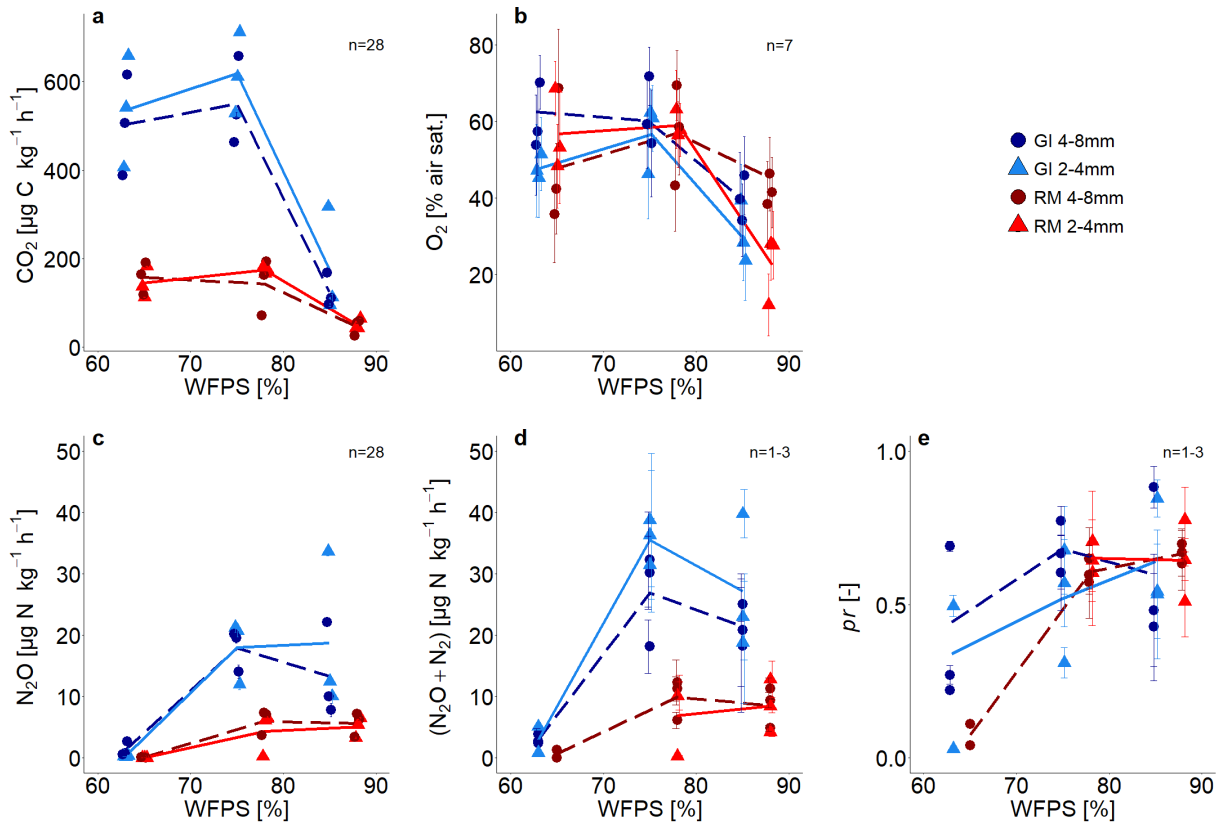 a
n=28
CO₂ [µg C kg⁻¹ h⁻¹]
600
400
200
0
60 70 80 90
WFPS [%]
b
n=7
O₂ [% air sat.]
80
60
40
20
60 70 80 90
WFPS [%]
GI 4-8mm
GI 2-4mm
RM 4-8mm
RM 2-4mm
c
n=28
N₂O [µg N kg⁻¹ h⁻¹]
50
40
30
20
10
0
60 70 80 90
WFPS [%]
d
n=1-3
(N₂O + N₂) [µg N kg⁻¹ h⁻¹]
50
40
30
20
10
0
60 70 80 90
WFPS [%]
e
n=1-3
pr [-]
1.0
0.5
0.0
60 70 80 90
WFPS [%]